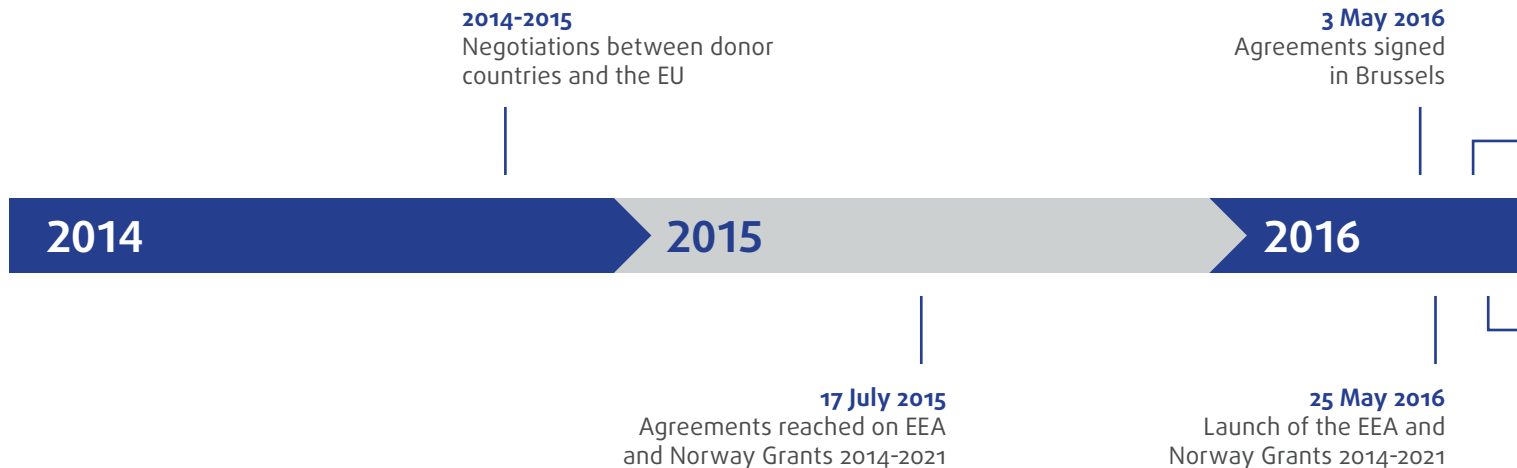 2014-2015
Negotiations between donor
countries and the EU
3 May 2016
Agreements signed
in Brussels
2014
2015
2016
17 July 2015
Agreements reached on EEA
and Norway Grants 2014-2021
25 May 2016
Launch of the EEA and
Norway Grants 2014-2021